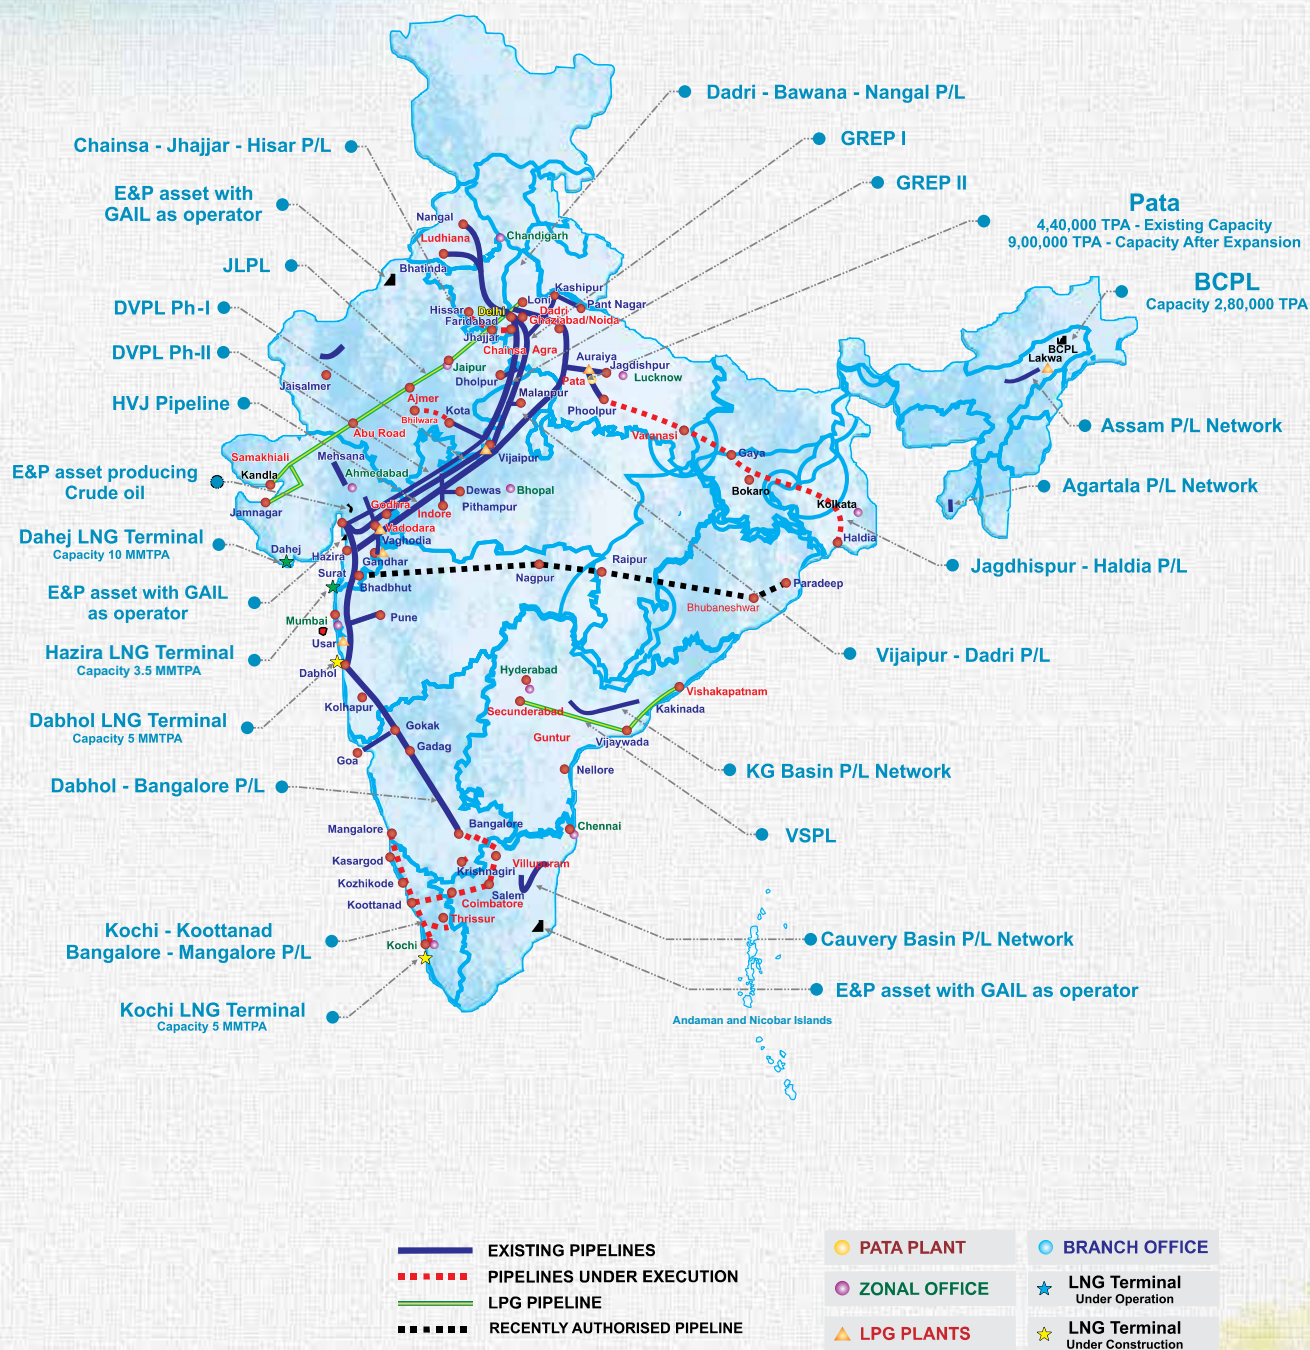 Dadri - Bawana - Nangal P/L
GREP I
Chainsa - Jhajjar - Hisar P/L
GREP II
E&P asset with
GAIL as operator
Pata
4,40,000 TPA - Existing Capacity
9,00,000 TPA - Capacity After Expansion
JLPL
BCPL
Capacity 2,80,000 TPA
DVPL Ph-I
DVPL Ph-II
HVJ Pipeline
Assam P/L Network
E&P asset producing
Crude oil
Agartala P/L Network
Dahej LNG Terminal
Capacity 10 MMTPA
Jagdhispur - Haldia P/L
E&P asset with GAIL
as operator
Hazira LNG Terminal
Capacity 3.5 MMTPA
Vijaipur - Dadri P/L
Dabhol LNG Terminal
Capacity 5 MMTPA
KG Basin P/L Network
Dabhol - Bangalore P/L
VSPL
Kochi - Koottanad
Bangalore - Mangalore P/L
Cauvery Basin P/L Network
E&P asset with GAIL as operator
Kochi LNG Terminal
Capacity 5 MMTPA
Andaman and Nicobar Islands
Nangal
Ludhiana
Chandigarh
Bhatinda
Kashipur
Loni
Pant Nagar
Hissar
Delhi
Dadri
Faridabad
Ghaziabad/Noida
Jhajjar
Chainsa
Agra
BCPL
Lakwa
Auraiya
Jagdishpur
Jaipur
Lucknow
Pata
Dholpur
Jaisalmer
Malanpur
Ajmer
Phoolpur
Kota
Bhilwara
Abu Road
Varanasi
Gaya
Samakhiali
Mehsana
Vijaipur
Kandla
Ahmedabad
Dewas
Bhopal
Bokaro
Kolkata
Jamnagar
Godhra
Pithampur
Indore
Vadodara
Haldia
Vaghodia
Dahej
Hazira
Gandhar
Raipur
Surat
Nagpur
Bhadbhut
Paradeep
Bhubaneshwar
Mumbai
Pune
Usar
Dabhol
Hyderabad
Vishakapatnam
Kolhapur
Secunderabad
Kakinada
Gokak
Guntur
Vijaywada
Gadag
Goa
Nellore
Mangalore
Bangalore
Chennai
Kasargod
Villupuram
Krishnagiri
Kozhikode
Salem
Koottanad
Coimbatore
Thrissur
Kochi
EXISTING PIPELINES
PIPELINES UNDER EXECUTION
LPG PIPELINE
RECENTLY AUTHORISED PIPELINE
PATA PLANT
BRANCH OFFICE
ZONAL OFFICE
LNG Terminal
Under Operation
LPG PLANTS
LNG Terminal
Under Construction